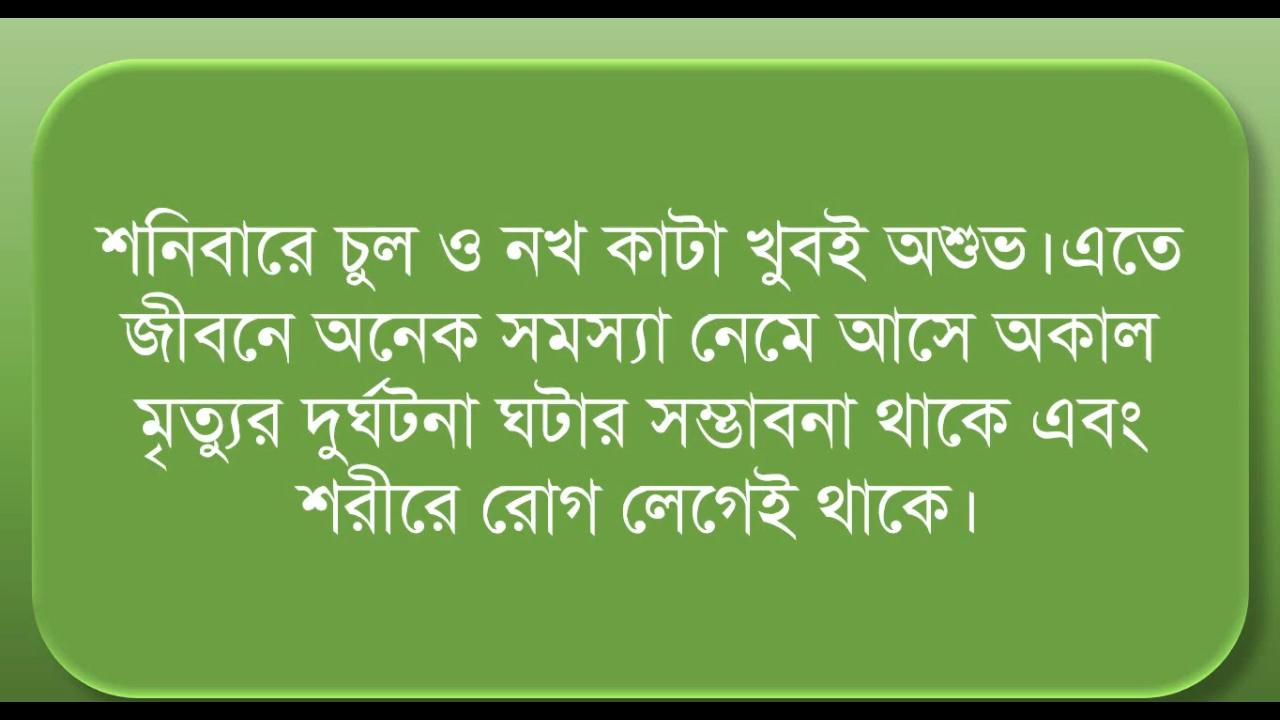 শনিবারে চুল ও নখ কাটা খুবই অশুভ।এতে
জীবনে অনেক সমস্যা নেমে আসে অকাল
মৃত্যুর দুর্ঘটনা ঘটার সম্ভাবনা থাকে এবং
শরীরে রোগ লেগেই থাকে।